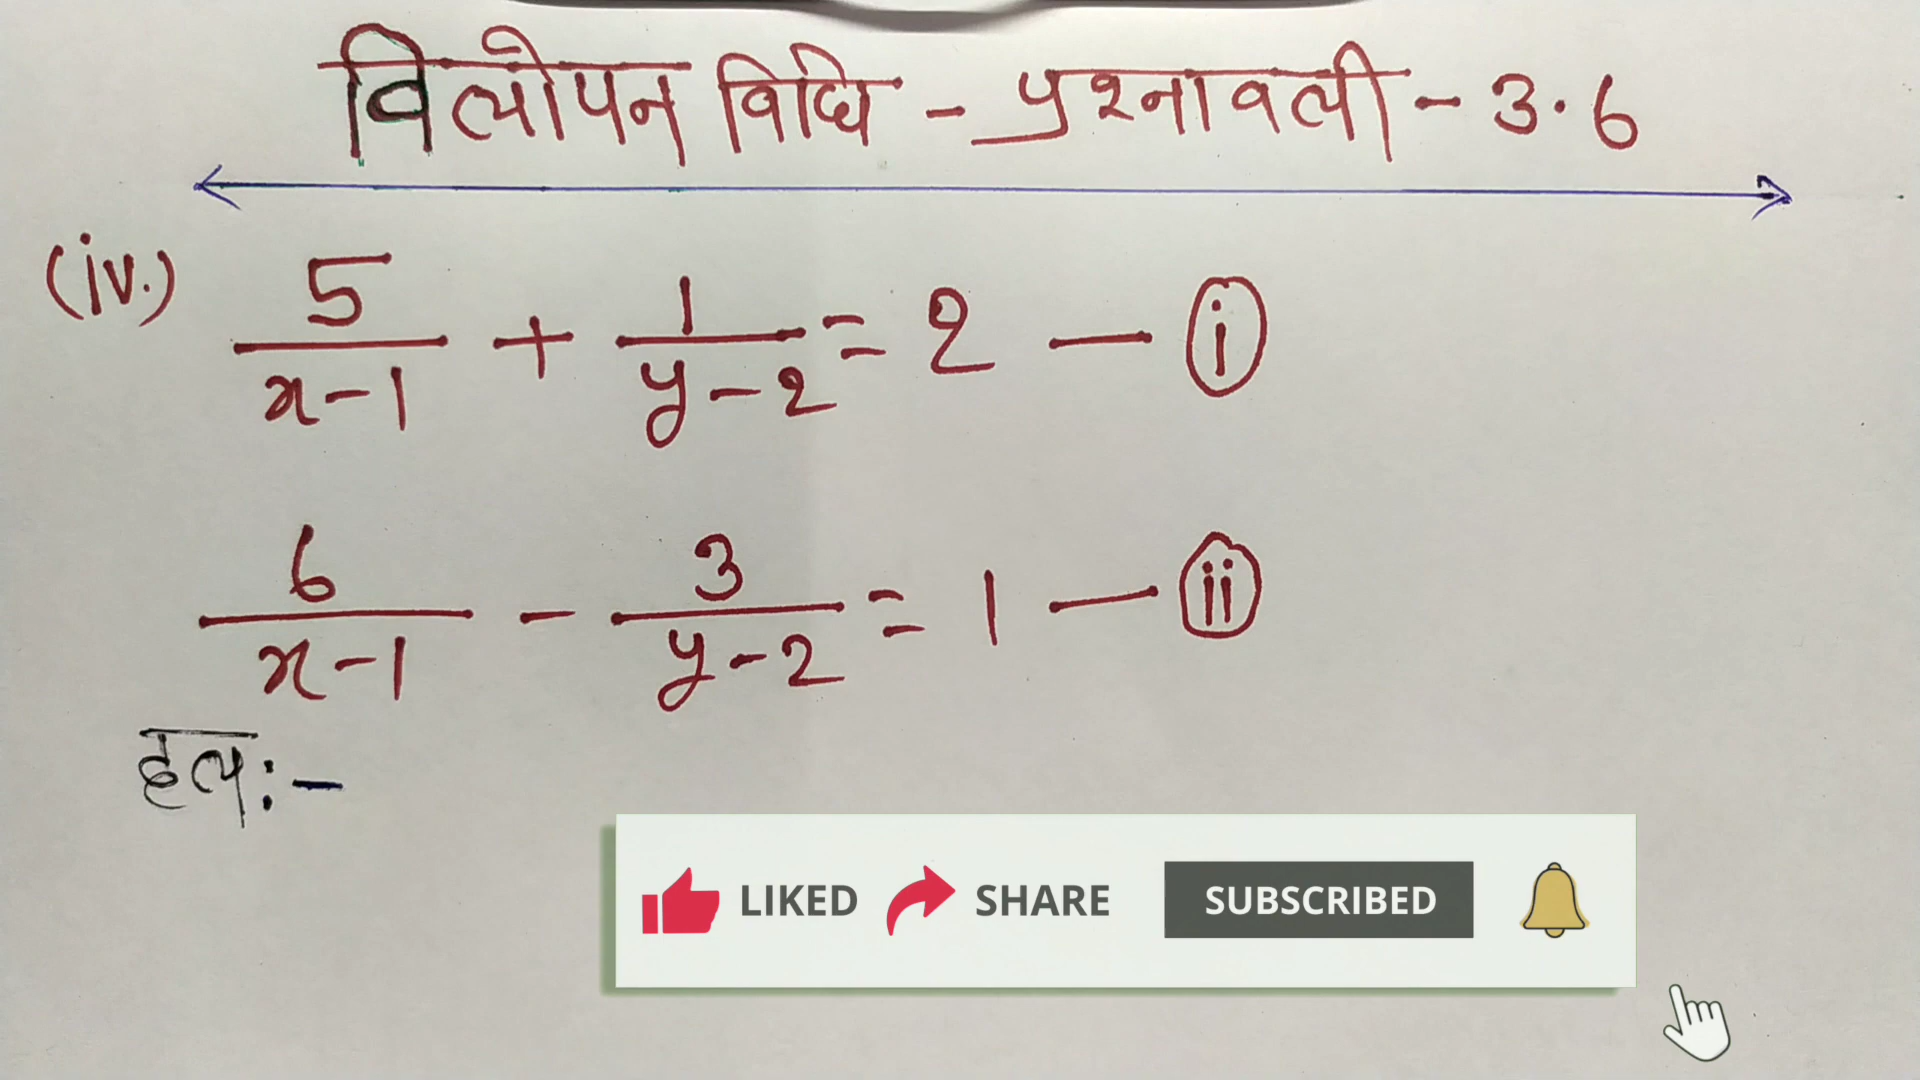 विलोपन विधि - प्रश्नावली - 3.6
(iv.) 5/(x-1) + 1/(y-2) = 2 — (i)
6/(x-1) - 3/(y-2) = 1 — (ii)
हल :-
LIKED SHARE SUBSCRIBED